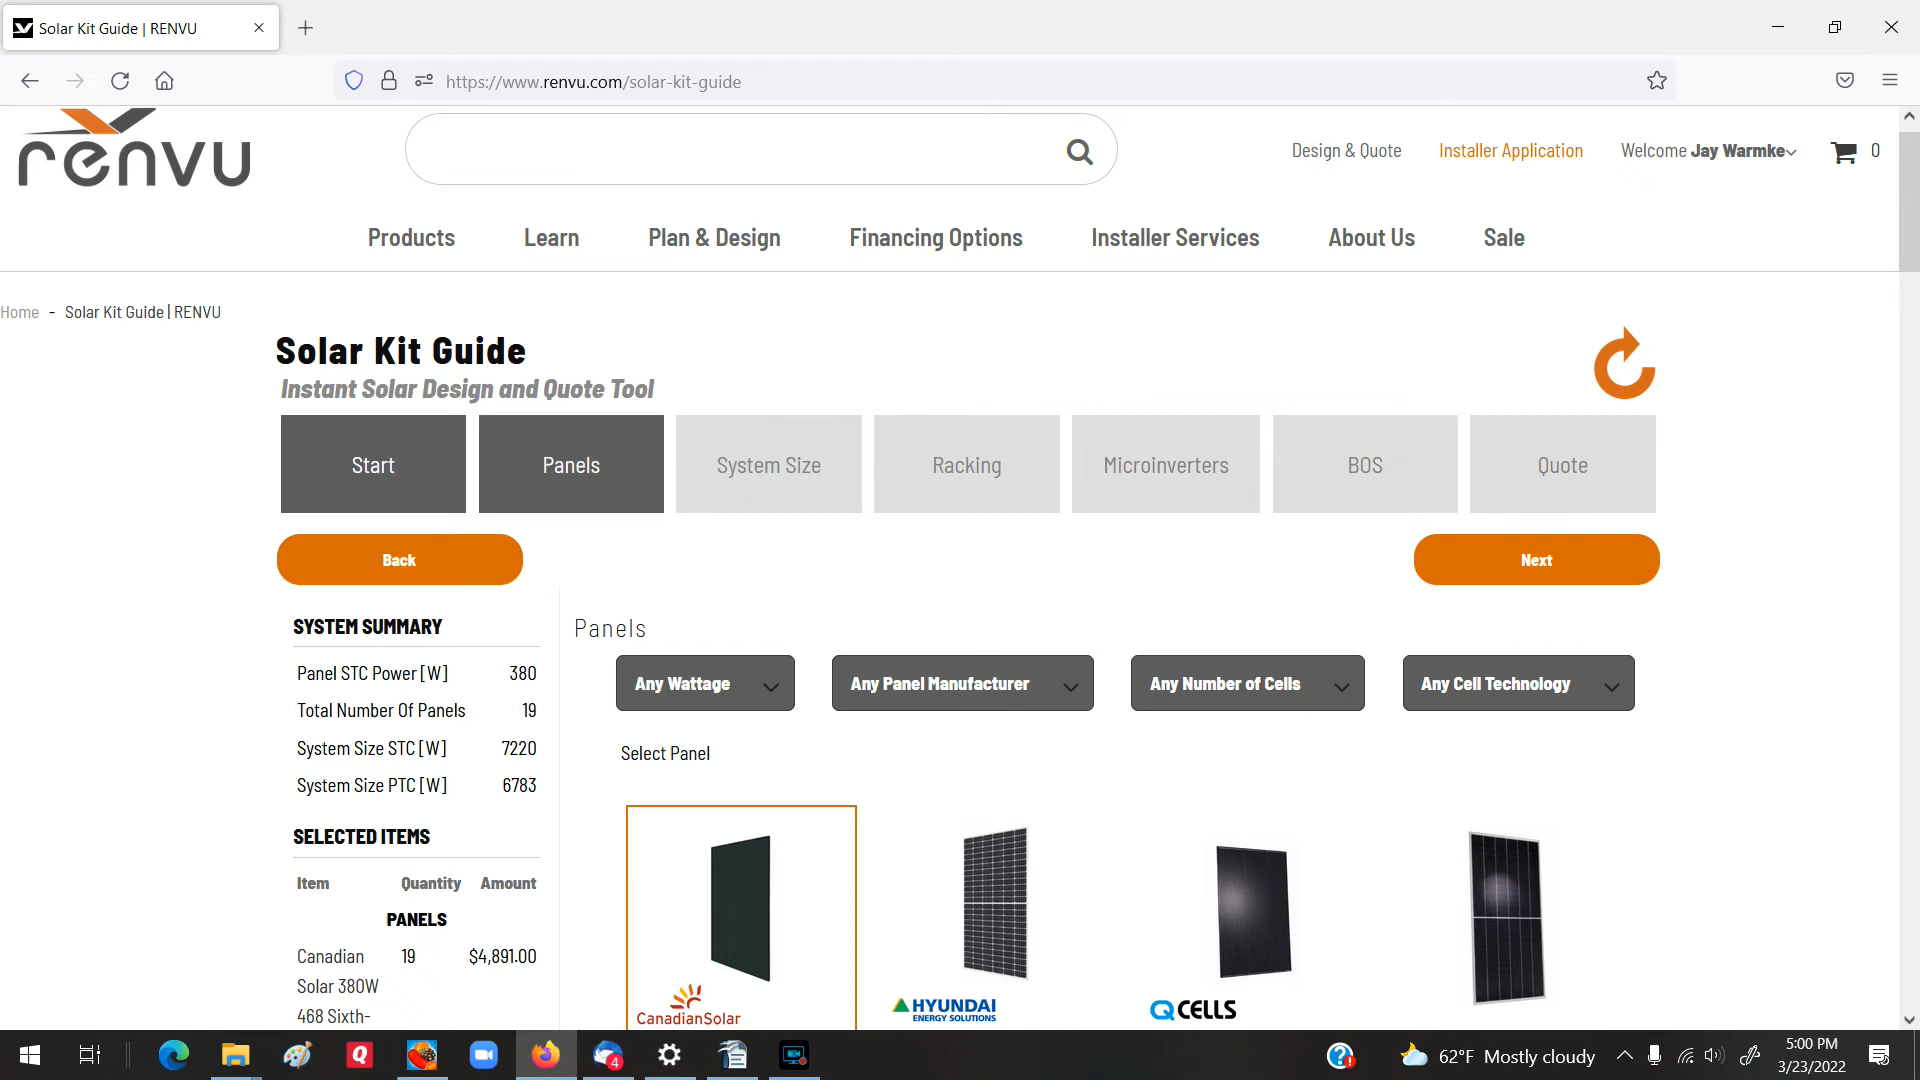 Solar Kit Guide | RENVU
https://www.renvu.com/solar-kit-guide
renvu
Design & Quote
Installer Application
Welcome Jay Warmke
0
Products
Learn
Plan & Design
Financing Options
Installer Services
About Us
Sale
Home - Solar Kit Guide | RENVU
Solar Kit Guide
Instant Solar Design and Quote Tool
Start
Panels
System Size
Racking
Microinverters
BOS
Quote
Back
Next
SYSTEM SUMMARY
Panel STC Power [W] 380
Total Number Of Panels 19
System Size STC [W] 7220
System Size PTC [W] 6783
SELECTED ITEMS
Item Quantity Amount
PANELS
Canadian 19 $4,891.00
Solar 380W
468 Sixth-
Panels
Any Wattage
Any Panel Manufacturer
Any Number of Cells
Any Cell Technology
Select Panel
CanadianSolar
HYUNDAI
ENERGY SOLUTIONS
Q CELLS
4
62°F Mostly cloudy
5:00 PM
3/23/2022